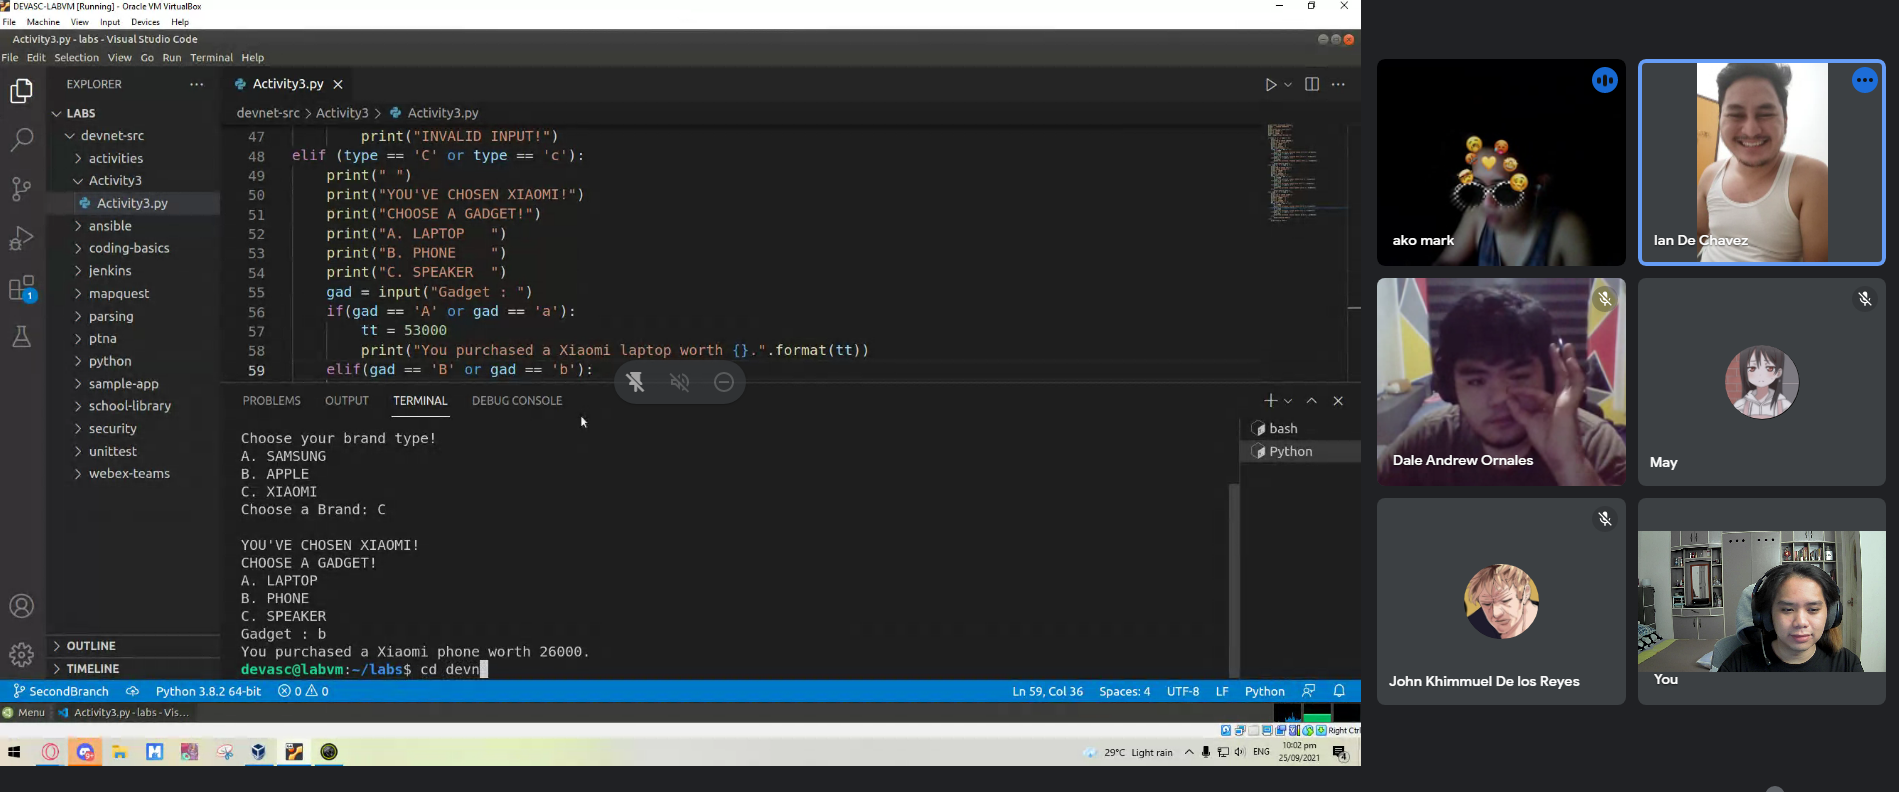 DEVASC-LABVM [Running] - Oracle VM VirtualBox
File Machine View Input Devices Help
Activity3.py - labs - Visual Studio Code
File Edit Selection View Go Run Terminal Help
EXPLORER
LABS
devnet-src
activities
Activity3
Activity3.py
ansible
coding-basics
jenkins
mapquest
parsing
ptna
python
sample-app
school-library
security
unittest
webex-teams
OUTLINE
TIMELINE
1
Activity3.py
devnet-src > Activity3 > Activity3.py
47 print("INVALID INPUT!")
48 elif (type == 'C' or type == 'c'):
49 print(" ")
50 print("YOU'VE CHOSEN XIAOMI!")
51 print("CHOOSE A GADGET!")
52 print("A. LAPTOP   ")
53 print("B. PHONE    ")
54 print("C. SPEAKER  ")
55 gad = input("Gadget : ")
56 if(gad == 'A' or gad == 'a'):
57 tt = 53000
58 print("You purchased a Xiaomi laptop worth {}.".format(tt))
59 elif(gad == 'B' or gad == 'b'):
PROBLEMS OUTPUT TERMINAL DEBUG CONSOLE
bash
Python
Choose your brand type!
A. SAMSUNG
B. APPLE
C. XIAOMI
Choose a Brand: C
YOU'VE CHOSEN XIAOMI!
CHOOSE A GADGET!
A. LAPTOP
B. PHONE
C. SPEAKER
Gadget : b
You purchased a Xiaomi phone worth 26000.
devasc@labvm:~/labs$ cd devn
SecondBranch Python 3.8.2 64-bit 0 0 Ln 59, Col 36 Spaces: 4 UTF-8 LF Python
Menu Activity3.py - labs - Vis...
Right Ctrl
29°C Light rain ENG 10:02 pm
25/09/2021
4
ako mark
Ian De Chavez
Dale Andrew Ornales
May
John Khimmuel De los Reyes
You